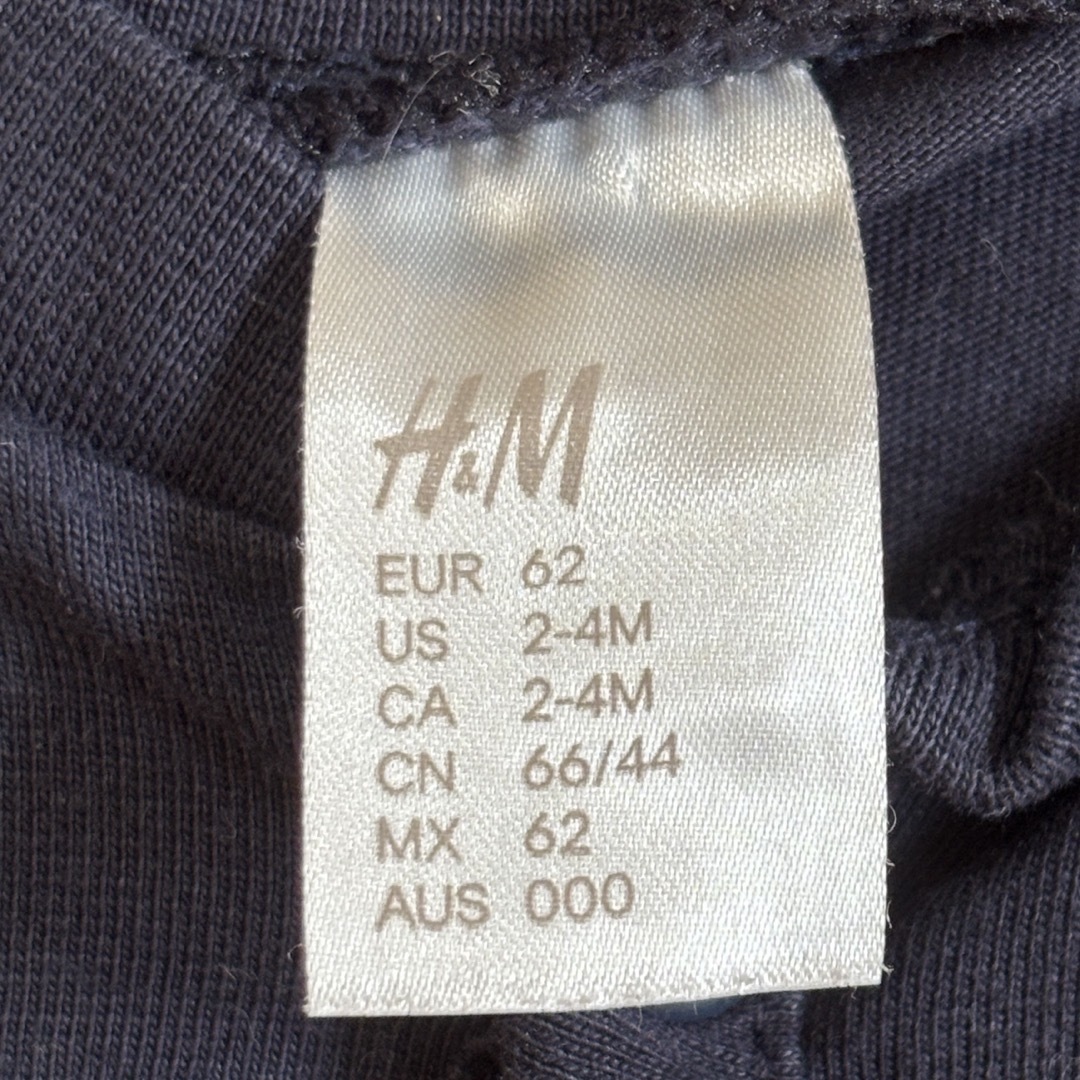 H&M
EUR 62
US 2-4M
CA 2-4M
CN 66/44
MX 62
AUS 000